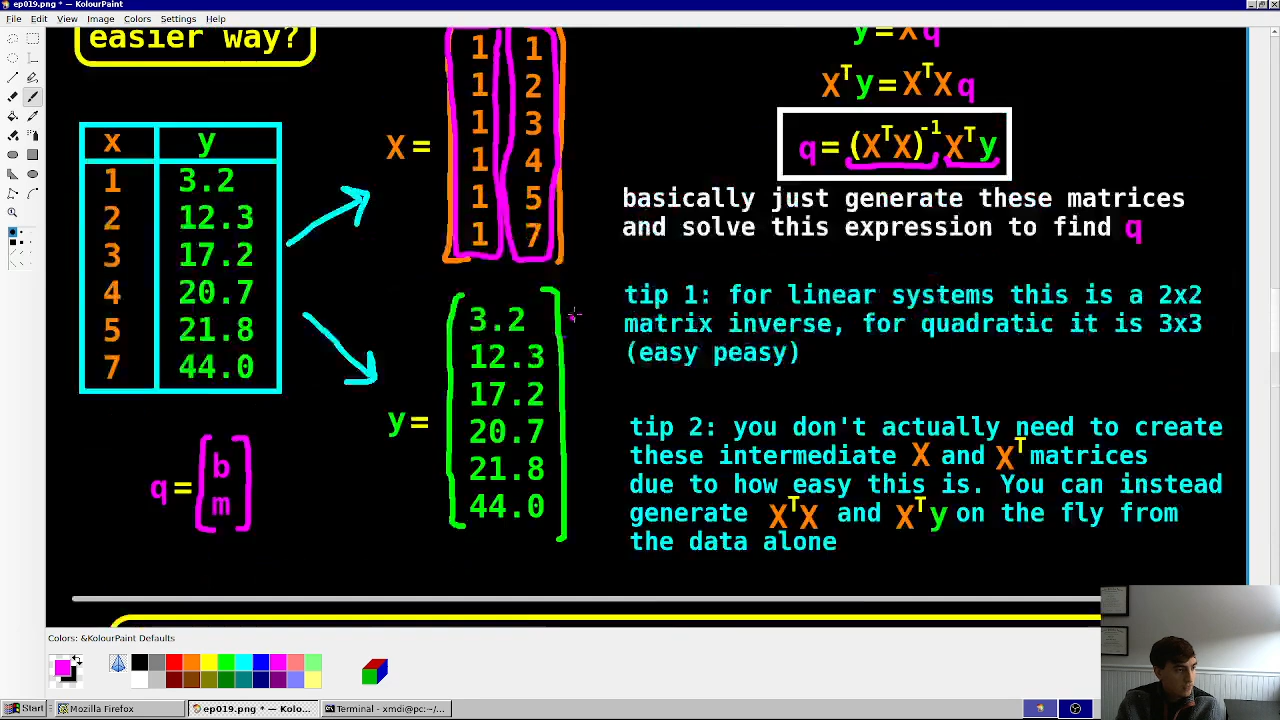 ep019.png * — KolourPaint
File Edit View Image Colors Settings Help
easier way?
x y
1 3.2
2 12.3
3 17.2
4 20.7
5 21.8
7 44.0
q = [b
m]
X =
1 1
1 2
1 3
1 4
1 5
1 7
y =
3.2
12.3
17.2
20.7
21.8
44.0
y = Xq
Xᵀy = XᵀXq
q = (XᵀX)⁻¹ Xᵀy
basically just generate these matrices
and solve this expression to find q
tip 1: for linear systems this is a 2x2
matrix inverse, for quadratic it is 3x3
(easy peasy)
tip 2: you don't actually need to create
these intermediate X and Xᵀ matrices
due to how easy this is. You can instead
generate XᵀX and Xᵀy on the fly from
the data alone
Colors: &KolourPaint Defaults
Start Mozilla Firefox ep019.png * — Kolou... Terminal - xmdi@pc:~/...